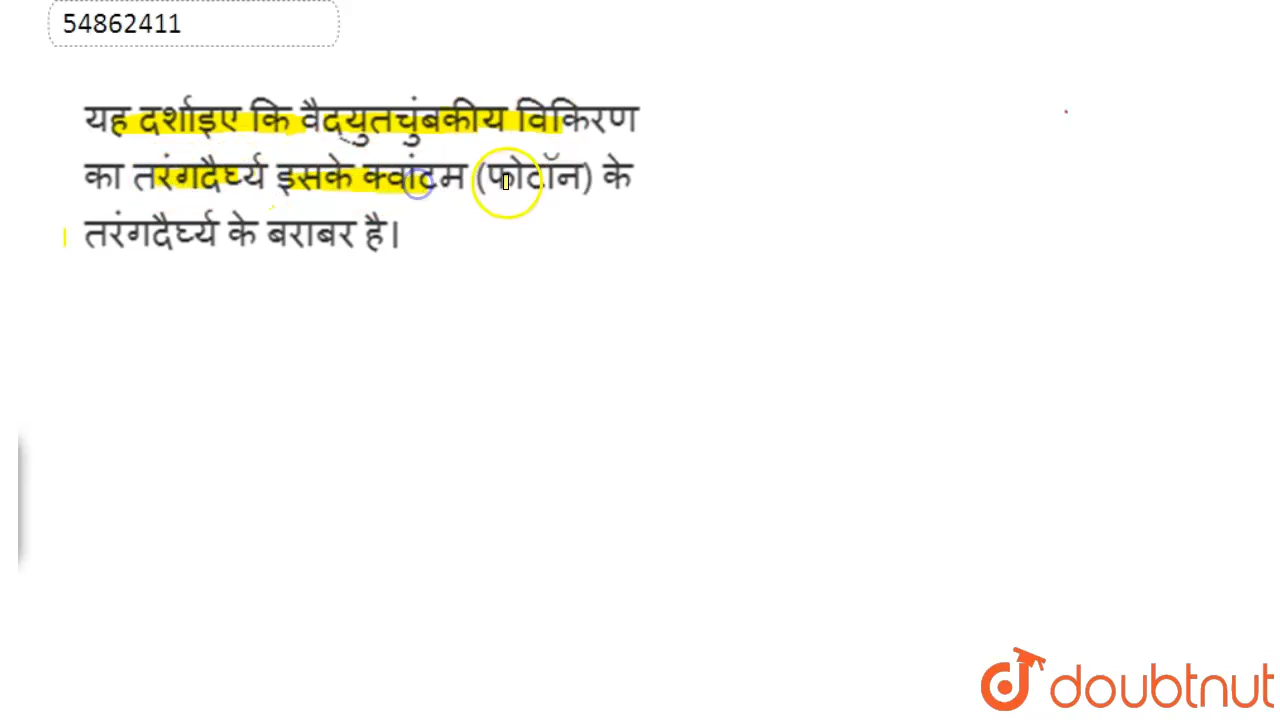 54862411
यह दर्शाइए कि वैद्युतचुंबकीय विकिरण
का तरंगदैर्घ्य इसके क्वांटम (फोटॉन) के
तरंगदैर्घ्य के बराबर है।
doubtnut